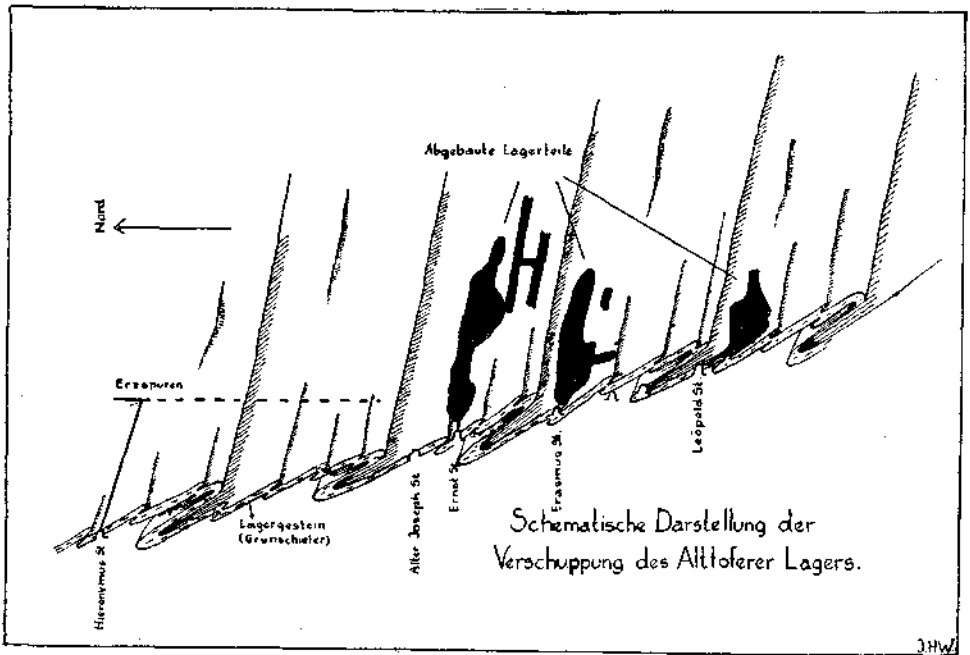 Abgebaute Lagerteile
Nord
Erzspuren
Lagergestein
(Grünschiefer)
Hieronymus St
Alter Joseph St
Ernst St
Erasmus St
Leopold St
Schematische Darstellung der
Verschuppung des Alttoferer Lagers.
J.HW.